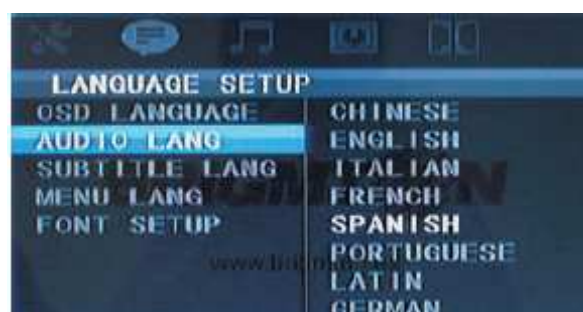 LANGUAGE SETUP
OSD LANGUAGE
AUDIO LANG
SUBTITLE LANG
MENU LANG
FONT SETUP
CHINESE
ENGLISH
ITALIAN
FRENCH
SPANISH
PORTUGUESE
LATIN
GERMAN